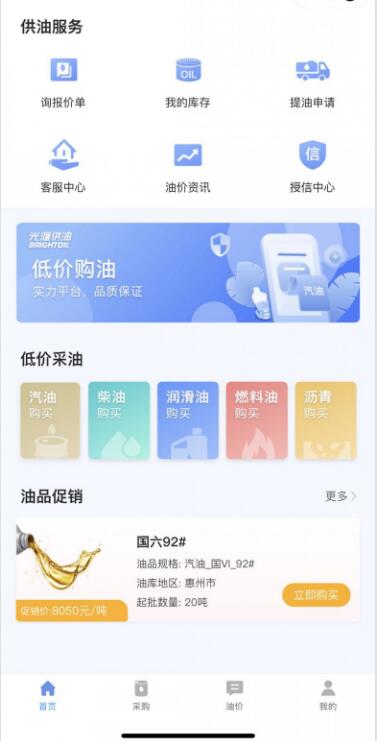 供油服务
询报价单
OIL
我的库存
提油申请
客服中心
油价资讯
信
授信中心
光汇供油
BRIGHTOIL
低价购油
实力平台、品质保证
汽油
低价采油
汽油
购买
柴油
购买
润滑油
购买
燃料油
购买
沥青
购买
油品促销
更多
国六92#
油品规格: 汽油_国VI_92#
油库地区: 惠州市
起批数量: 20吨
促销价:8050元/吨
立即购买
首页
采购
油价
我的